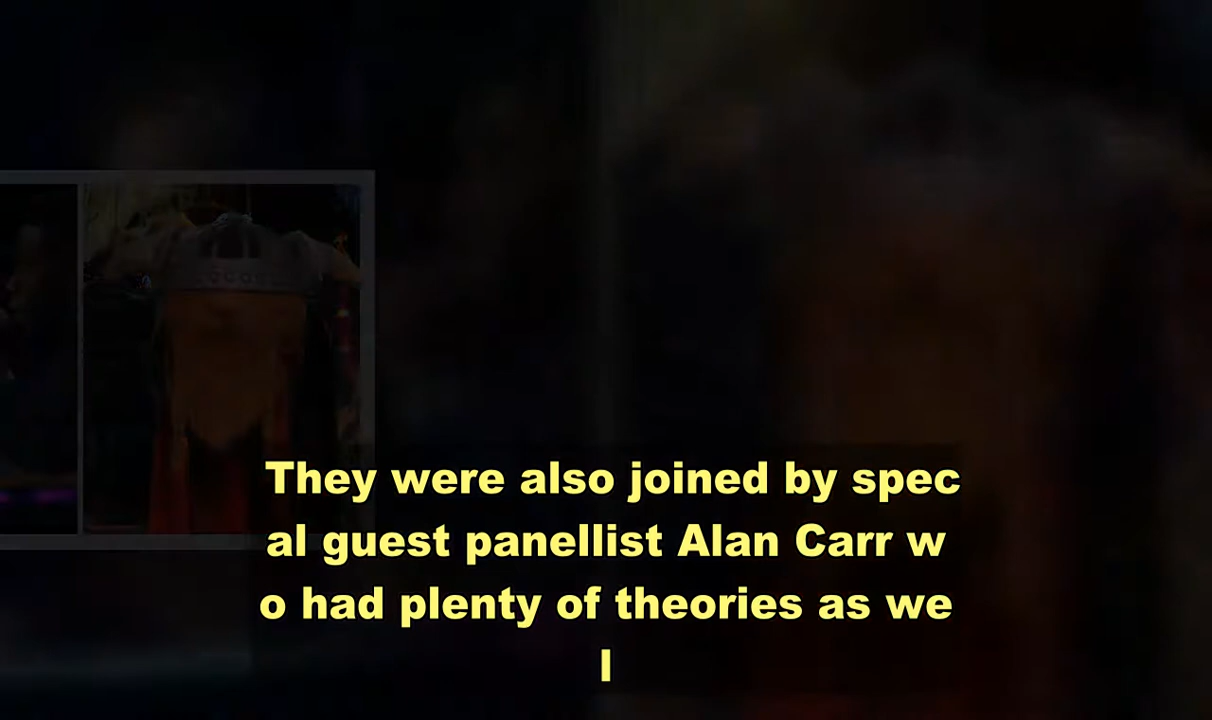 They were also joined by spec
al guest panellist Alan Carr w
o had plenty of theories as we
l